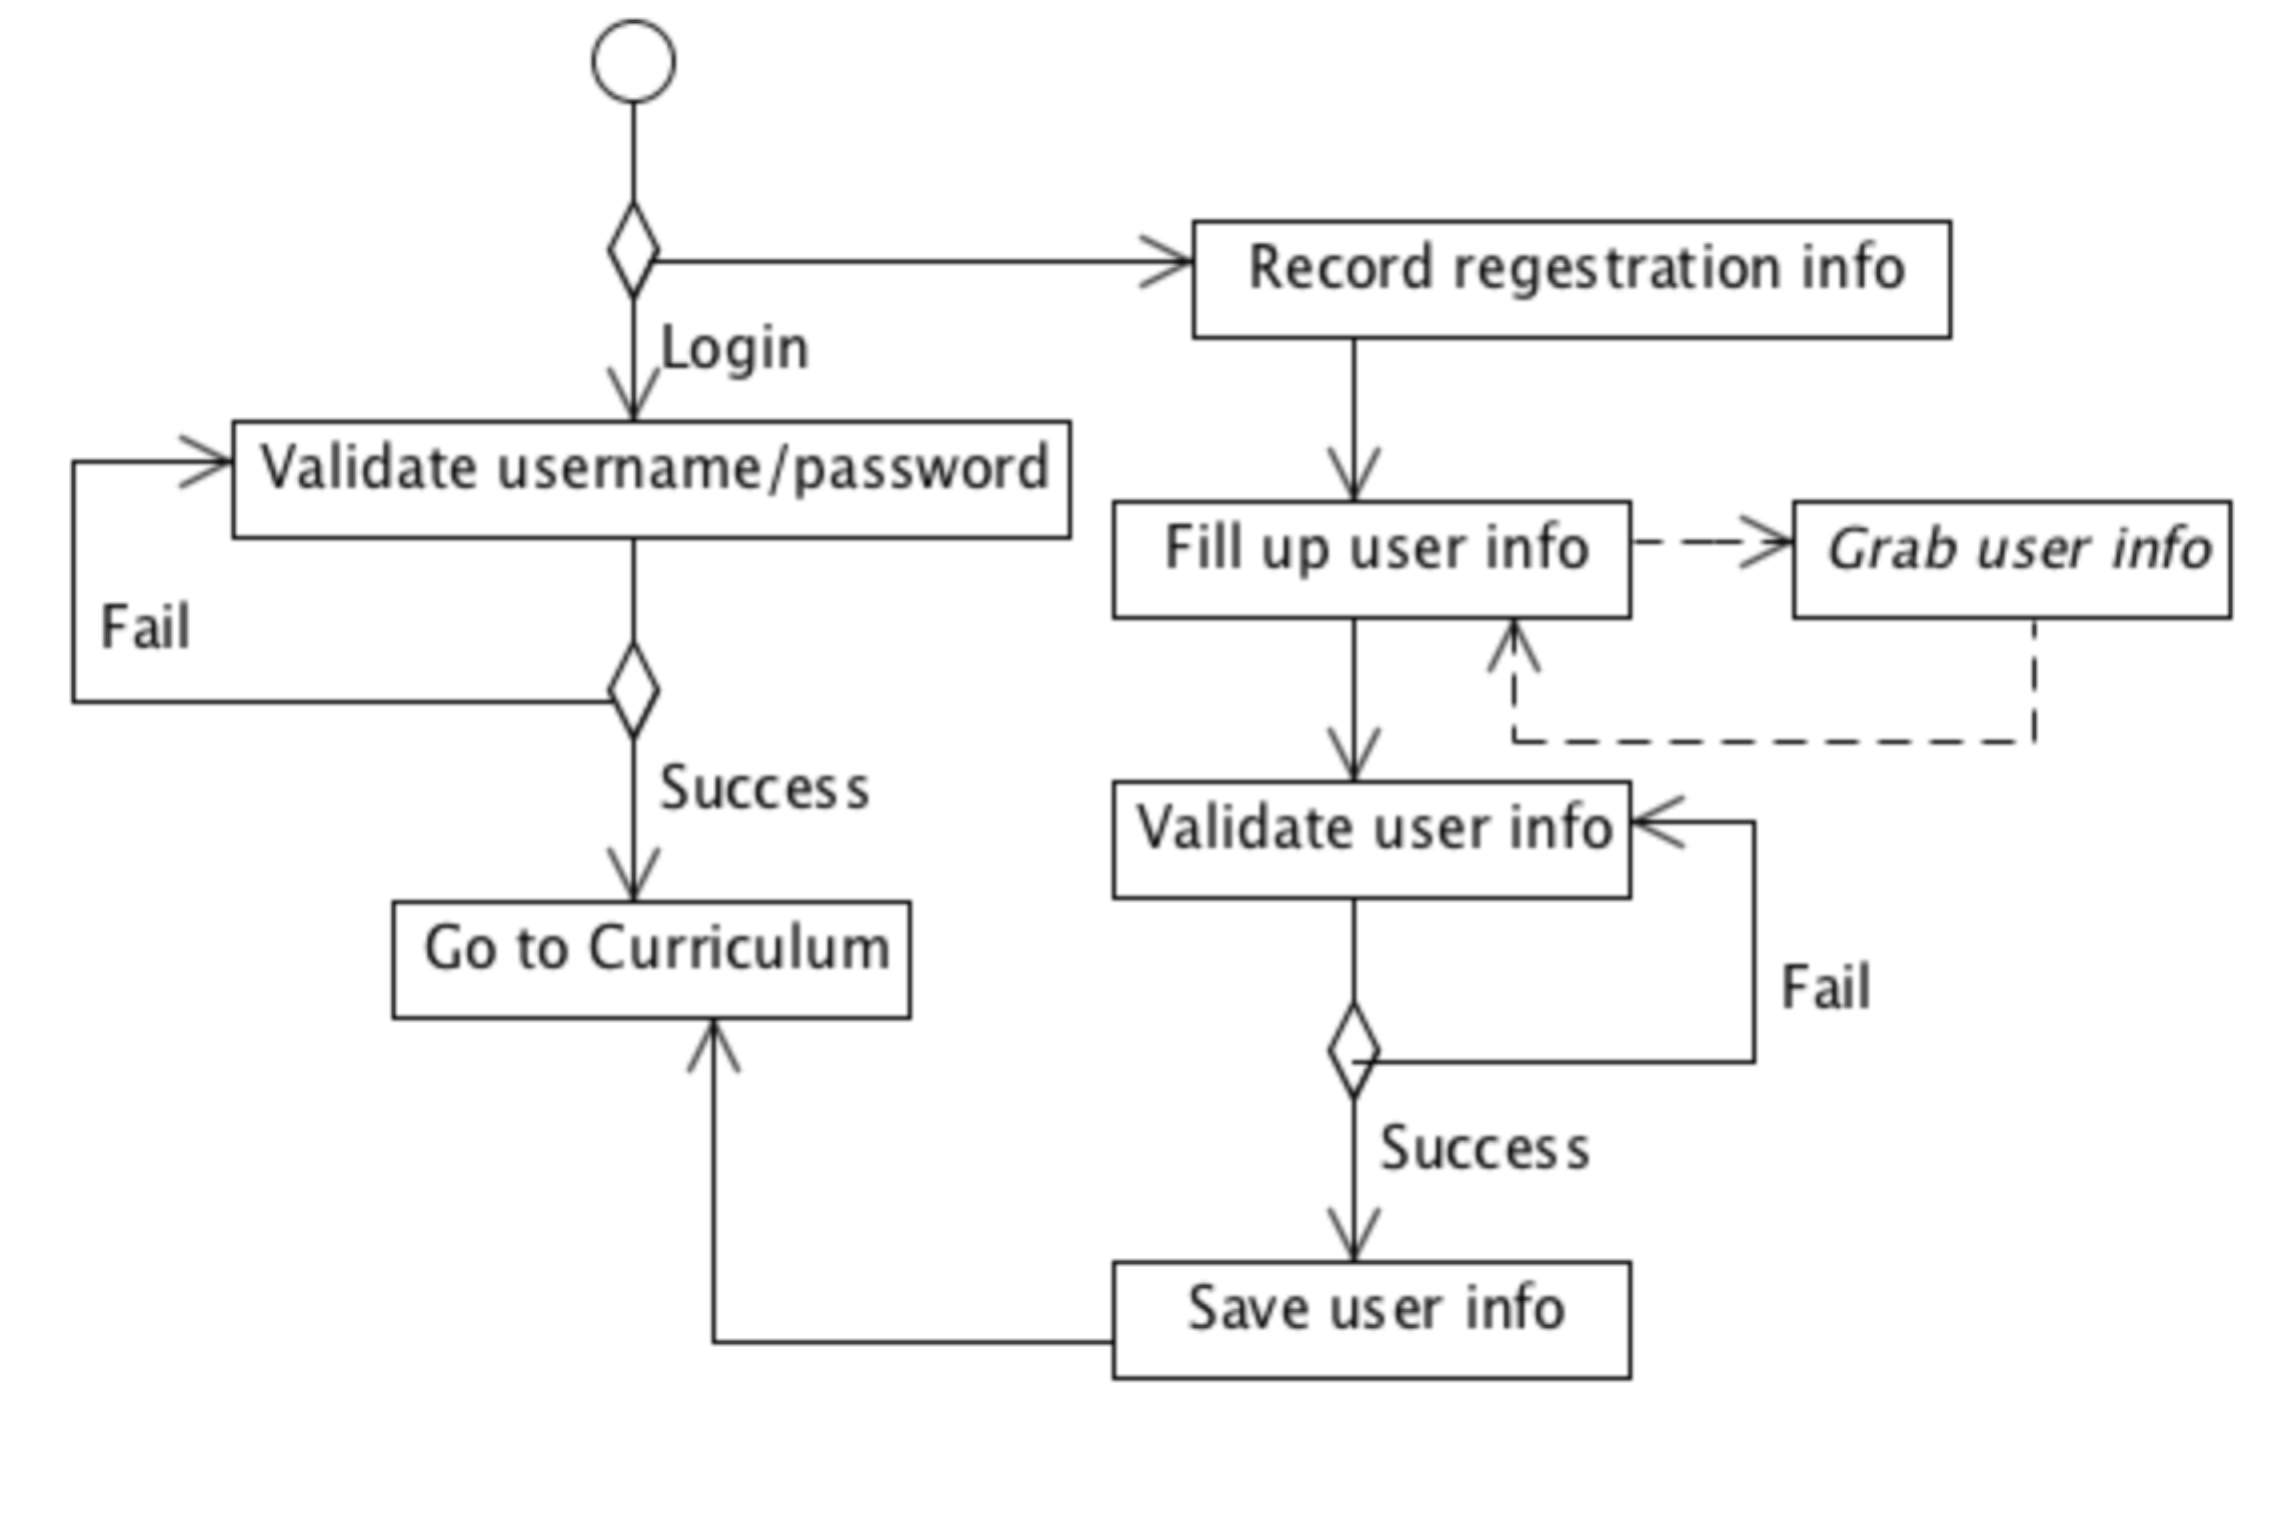 Record regestration info
Login
Validate username/password
Fill up user info
Grab user info
Fail
Success
Validate user info
Go to Curriculum
Fail
Success
Save user info